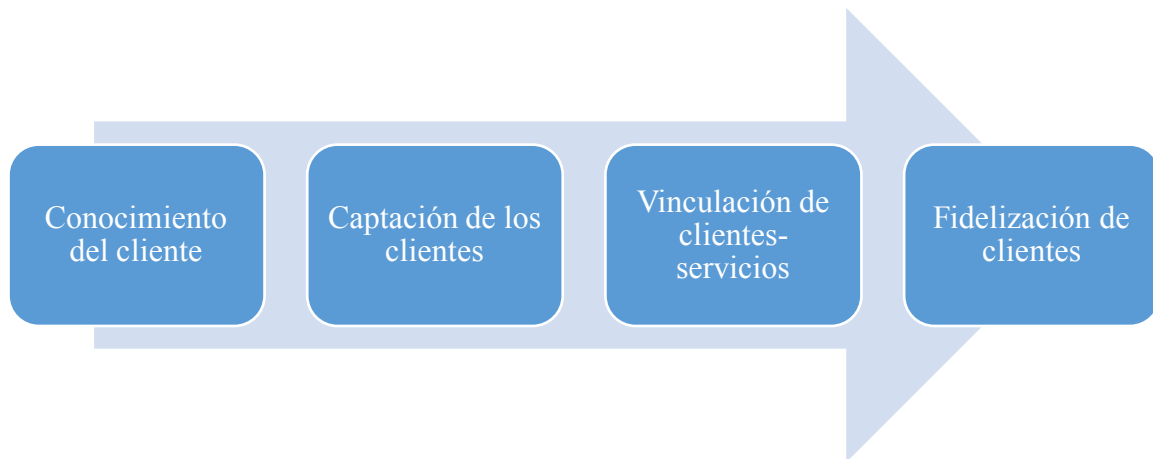 Conocimiento
del cliente
Captación de los
clientes
Vinculación de
clientes-
servicios
Fidelización de
clientes